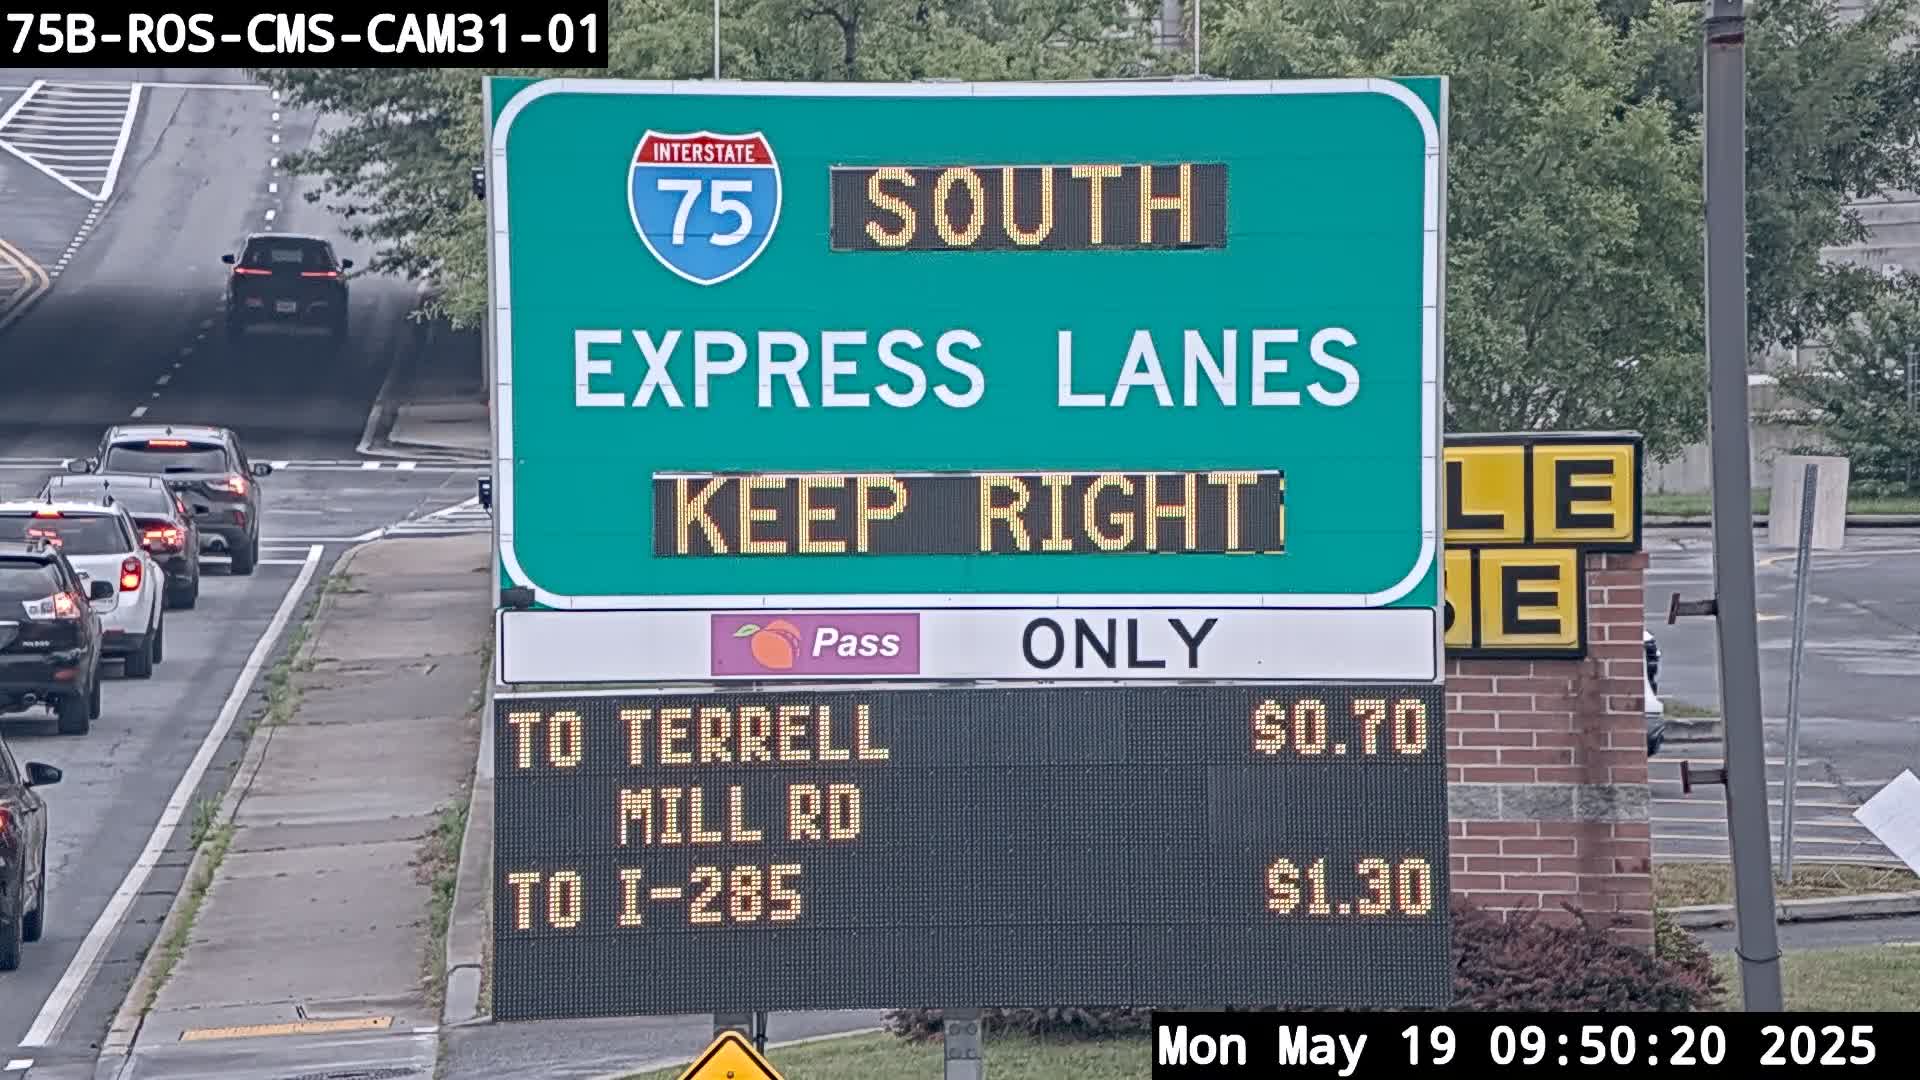 75B-ROS-CMS-CAM31-01
INTERSTATE
75
SOUTH
EXPRESS LANES
KEEP RIGHT
Pass ONLY
TO TERRELL $0.70
MILL RD
TO I-285 $1.30
LE
E
Mon May 19 09:50:20 2025